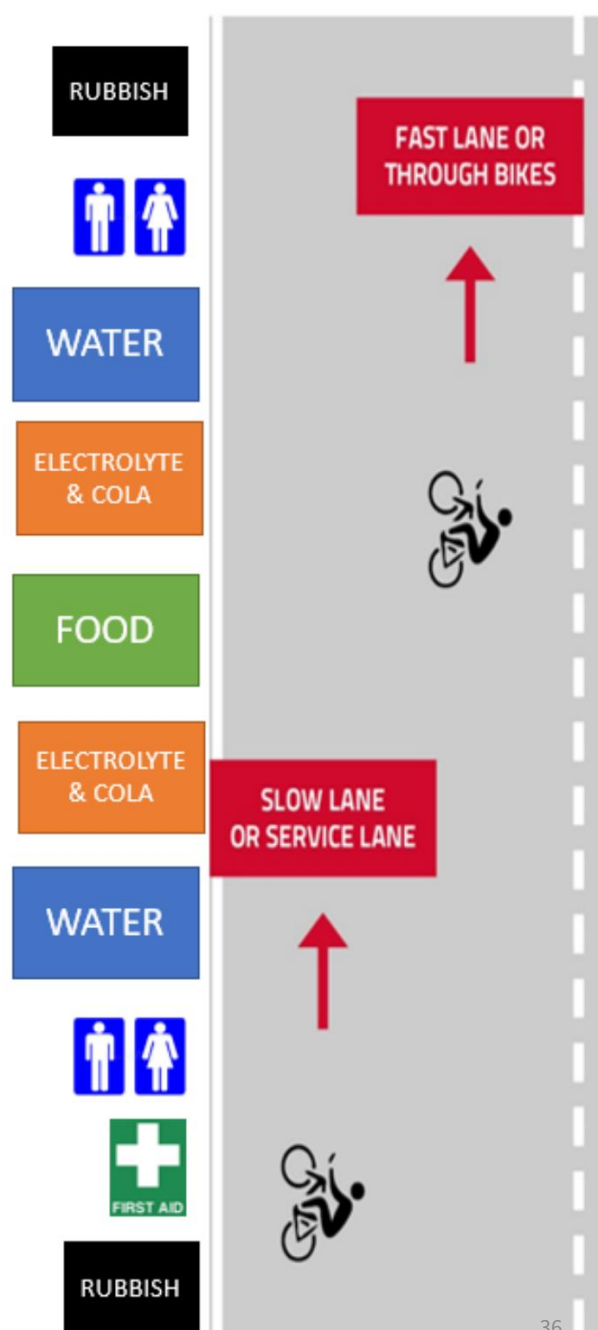 RUBBISH
FAST LANE OR
THROUGH BIKES
WATER
ELECTROLYTE
& COLA
FOOD
ELECTROLYTE
& COLA
SLOW LANE
OR SERVICE LANE
WATER
FIRST AID
RUBBISH
36